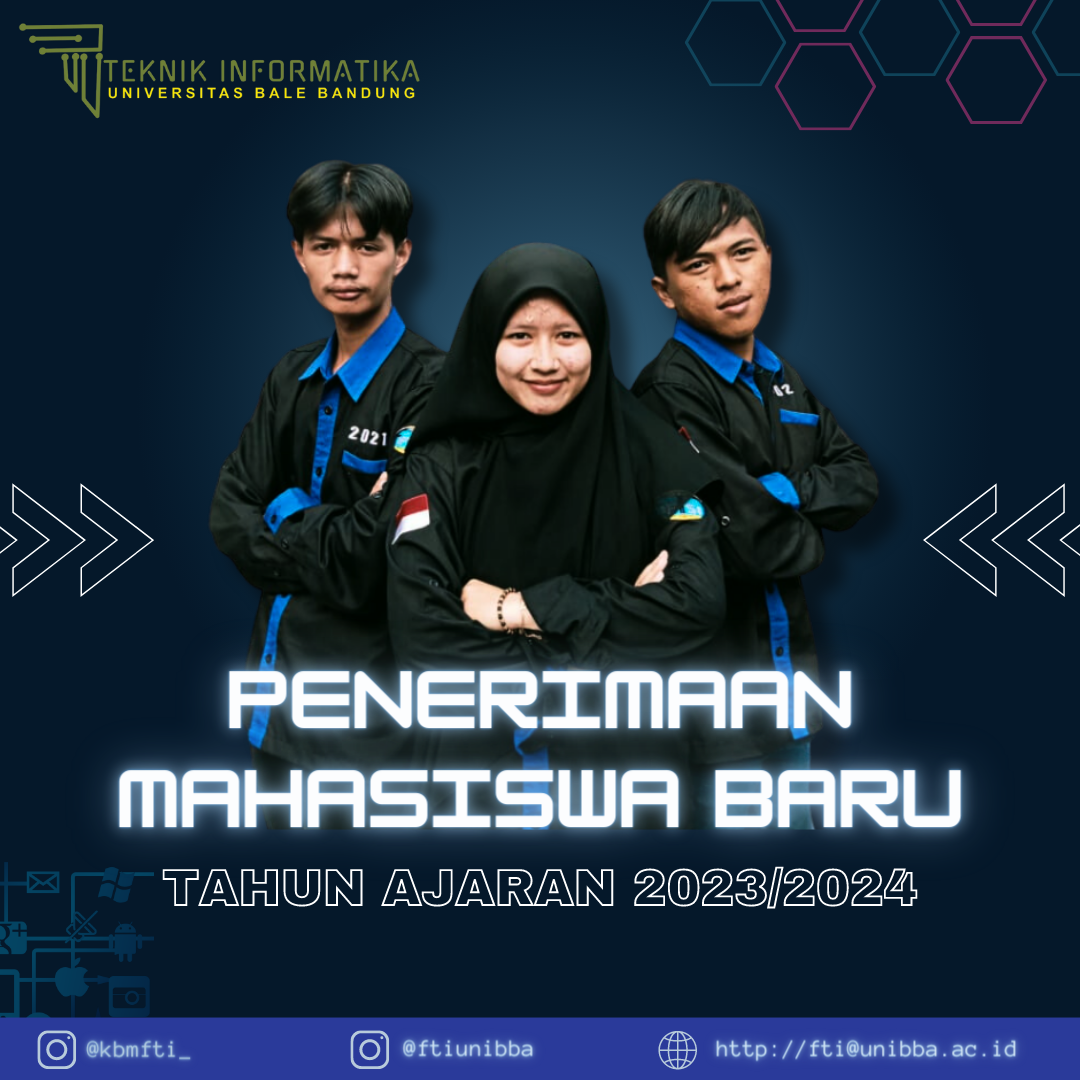 TEKNIK INFORMATIKA
UNIVERSITAS BALE BANDUNG
2021
02
PENERIMAAN
MAHASISWA BARU
TAHUN AJARAN 2023/2024
@kbmfti_
@ftiunibba
http://fti@unibba.ac.id